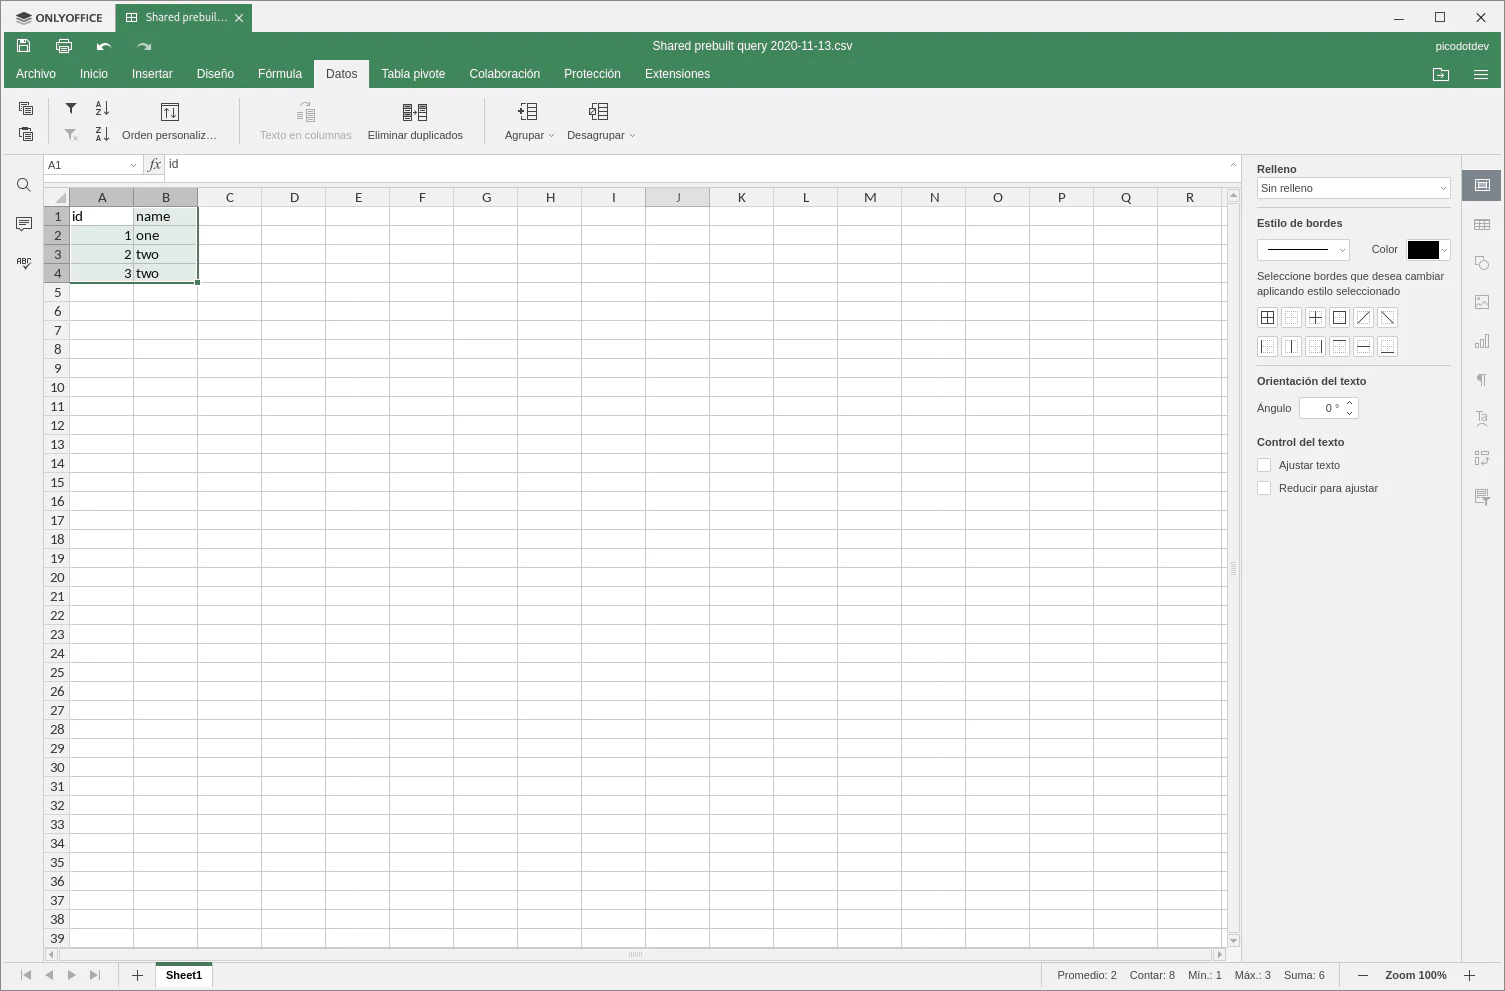 ONLYOFFICE
Shared prebuil...
Shared prebuilt query 2020-11-13.csv
picodotdev
Archivo Inicio Insertar Diseño Fórmula Datos Tabla pivote Colaboración Protección Extensiones
A Z
Z A
Orden personaliz…
Texto en columnas
Eliminar duplicados
Agrupar
Desagrupar
A1
fx
id
A B C D E F G H I J K L M N O P Q R
1 id name
2 1 one
3 2 two
4 3 two
5
6
7
8
9
10
11
12
13
14
15
16
17
18
19
20
21
22
23
24
25
26
27
28
29
30
31
32
33
34
35
36
37
38
39
ABC
Relleno
Sin relleno
Estilo de bordes
Color
Seleccione bordes que desea cambiar
aplicando estilo seleccionado
Orientación del texto
Ángulo 0 °
Control del texto
Ajustar texto
Reducir para ajustar
Ta
Sheet1
Promedio: 2 Contar: 8 Mín.: 1 Máx.: 3 Suma: 6
Zoom 100%